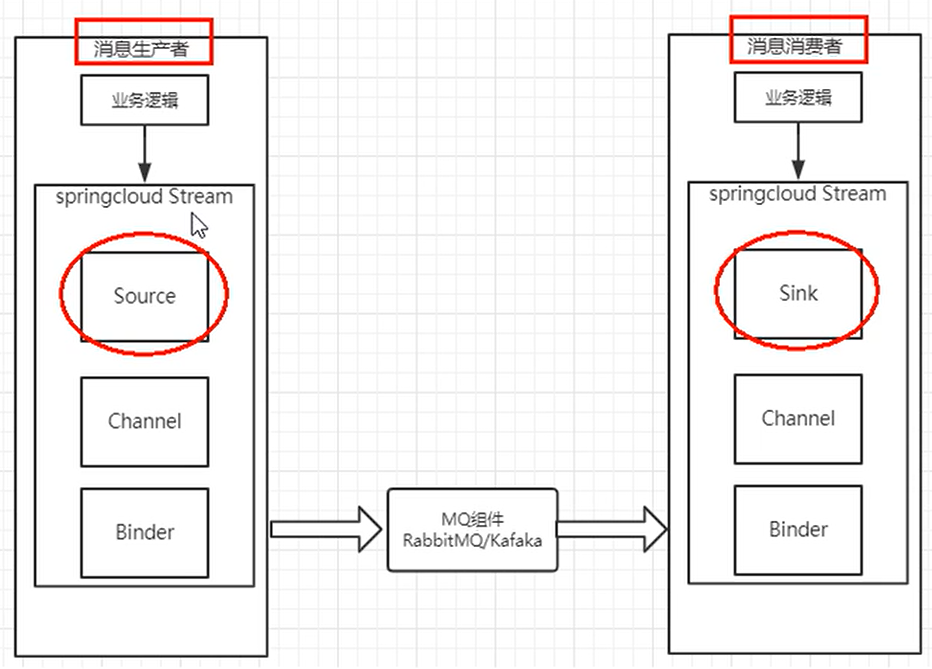 消息生产者
业务逻辑
springcloud Stream
Source
Channel
Binder
MQ组件
RabbitMQ/Kafaka
消息消费者
业务逻辑
springcloud Stream
Sink
Channel
Binder